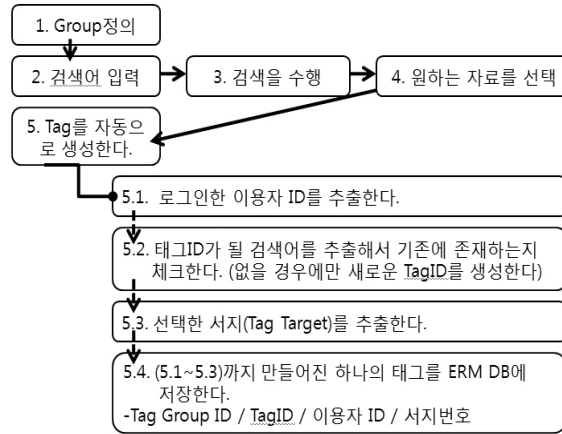 1. Group정의
2. 검색어 입력
3. 검색을 수행
4. 원하는 자료를 선택
5. Tag를 자동으
로 생성한다.
5.1. 로그인한 이용자 ID를 추출한다.
5.2. 태그ID가 될 검색어를 추출해서 기존에 존재하는지
체크한다. (없을 경우에만 새로운 TagID를 생성한다)
5.3. 선택한 서지(Tag Target)를 추출한다.
5.4. (5.1~5.3)까지 만들어진 하나의 태그를 ERM DB에
저장한다.
-Tag Group ID / TagID / 이용자 ID / 서지번호